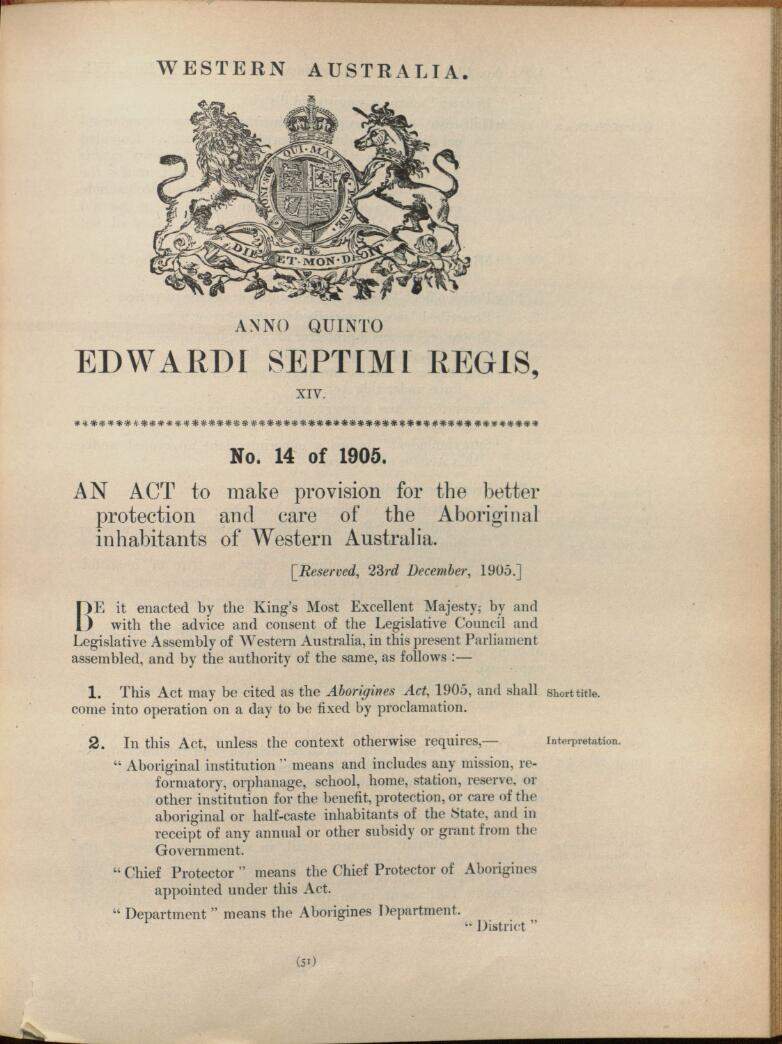 WESTERN AUSTRALIA.
HONI·SOI QUI·MAL PENSE·
DIEU ET·MON·DROIT
ANNO QUINTO
EDWARDI SEPTIMI REGIS,
XIV.
No. 14 of 1905.
AN ACT to make provision for the better
protection and care of the Aboriginal
inhabitants of Western Australia.
[Reserved, 23rd December, 1905.]
BE it enacted by the King's Most Excellent Majesty, by and
with the advice and consent of the Legislative Council and
Legislative Assembly of Western Australia, in this present Parliament
assembled, and by the authority of the same, as follows :—
1. This Act may be cited as the Aborigines Act, 1905, and shall Short title.
come into operation on a day to be fixed by proclamation.
2. In this Act, unless the context otherwise requires,— Interpretation.
“ Aboriginal institution ” means and includes any mission, re-
formatory, orphanage, school, home, station, reserve, or
other institution for the benefit, protection, or care of the
aboriginal or half-caste inhabitants of the State, and in
receipt of any annual or other subsidy or grant from the
Government.
“ Chief Protector ” means the Chief Protector of Aborigines
appointed under this Act.
“ Department ” means the Aborigines Department.
“ District ”
(51)